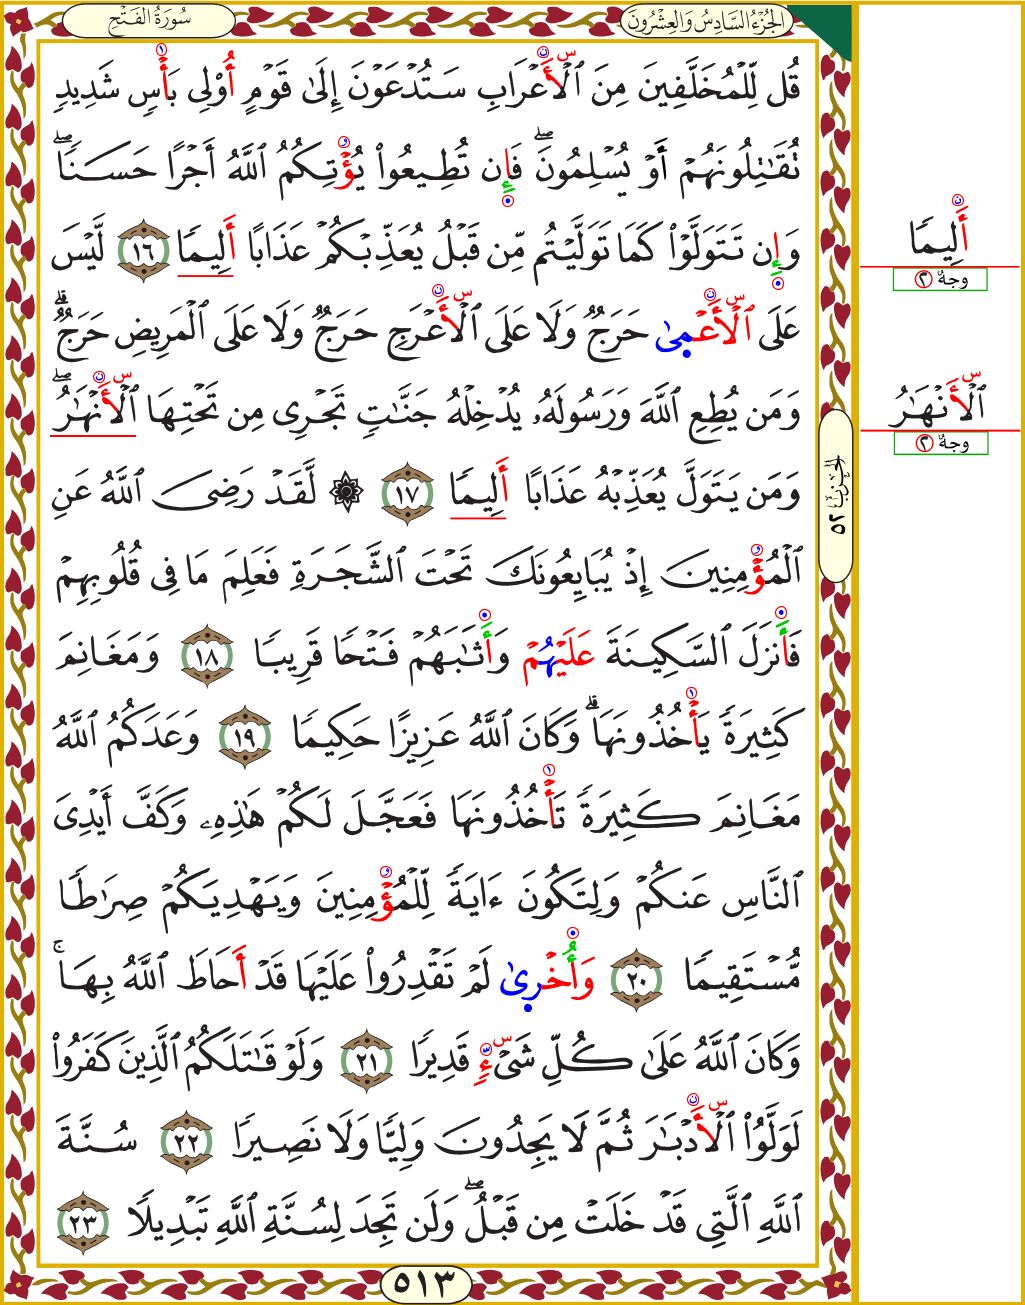 سُورَةُ الفَتْحِ
الجُزْءُ السَّادِسُ وَالعِشْرُونَ
قُل لِّلْمُخَلَّفِينَ مِنَ ٱلْأَعْرَابِ سَتُدْعَوْنَ إِلَىٰ قَوْمٍ أُوْلِى بَأْسٍ شَدِيدٍ
تُقَـٰتِلُونَهُمْ أَوْ يُسْلِمُونَۖ فَإِن تُطِيعُوا۟ يُؤْتِكُمُ ٱللَّهُ أَجْرًا حَسَنًاۖ
وَإِن تَتَوَلَّوْا۟ كَمَا تَوَلَّيْتُم مِّن قَبْلُ يُعَذِّبْكُمْ عَذَابًا أَلِيمًا ١٦ لَّيْسَ
عَلَى ٱلْأَعْمىٰ حَرَجٌ وَلَا عَلَى ٱلْأَعْرَجِ حَرَجٌ وَلَا عَلَى ٱلْمَرِيضِ حَرَجٌۗ
وَمَن يُطِعِ ٱللَّهَ وَرَسُولَهُۥ يُدْخِلْهُ جَنَّـٰتٍ تَجْرِى مِن تَحْتِهَا ٱلْأَنْهَـٰرُۖ
وَمَن يَتَوَلَّ يُعَذِّبْهُ عَذَابًا أَلِيمًا ١٧ ۞ لَّقَدْ رَضِىَ ٱللَّهُ عَنِ
ٱلْمُؤْمِنِينَ إِذْ يُبَايِعُونَكَ تَحْتَ ٱلشَّجَرَةِ فَعَلِمَ مَا فِى قُلُوبِهِمْ
فَأَنزَلَ ٱلسَّكِينَةَ عَلَيْهُمْ وَأَثَـٰبَهُمْ فَتْحًا قَرِيبًا ١٨ وَمَغَانِمَ
كَثِيرَةً يَأْخُذُونَهَاۗ وَكَانَ ٱللَّهُ عَزِيزًا حَكِيمًا ١٩ وَعَدَكُمُ ٱللَّهُ
مَغَانِمَ كَثِيرَةً تَأْخُذُونَهَا فَعَجَّلَ لَكُمْ هَـٰذِهِۦ وَكَفَّ أَيْدِىَ
ٱلنَّاسِ عَنكُمْ وَلِتَكُونَ ءَايَةً لِّلْمُؤْمِنِينَ وَيَهْدِيَكُمْ صِرَٰطًا
مُّسْتَقِيمًا ٢٠ وَأُخْرىٰ لَمْ تَقْدِرُوا۟ عَلَيْهَا قَدْ أَحَاطَ ٱللَّهُ بِهَاۚ
وَكَانَ ٱللَّهُ عَلَىٰ كُلِّ شَىْءٍ قَدِيرًا ٢١ وَلَوْ قَـٰتَلَكُمُ ٱلَّذِينَ كَفَرُوا۟
لَوَلَّوُا۟ ٱلْأَدْبَـٰرَ ثُمَّ لَا يَجِدُونَ وَلِيًّا وَلَا نَصِيرًا ٢٢ سُنَّةَ
ٱللَّهِ ٱلَّتِى قَدْ خَلَتْ مِن قَبْلُۖ وَلَن تَجِدَ لِسُنَّةِ ٱللَّهِ تَبْدِيلًا ٢٣
٥١٣
أَلِيمًا
وجهٌ ٢
ٱلْأَنْهَـٰرُ
وجهٌ ٢
الحزب ٥٢